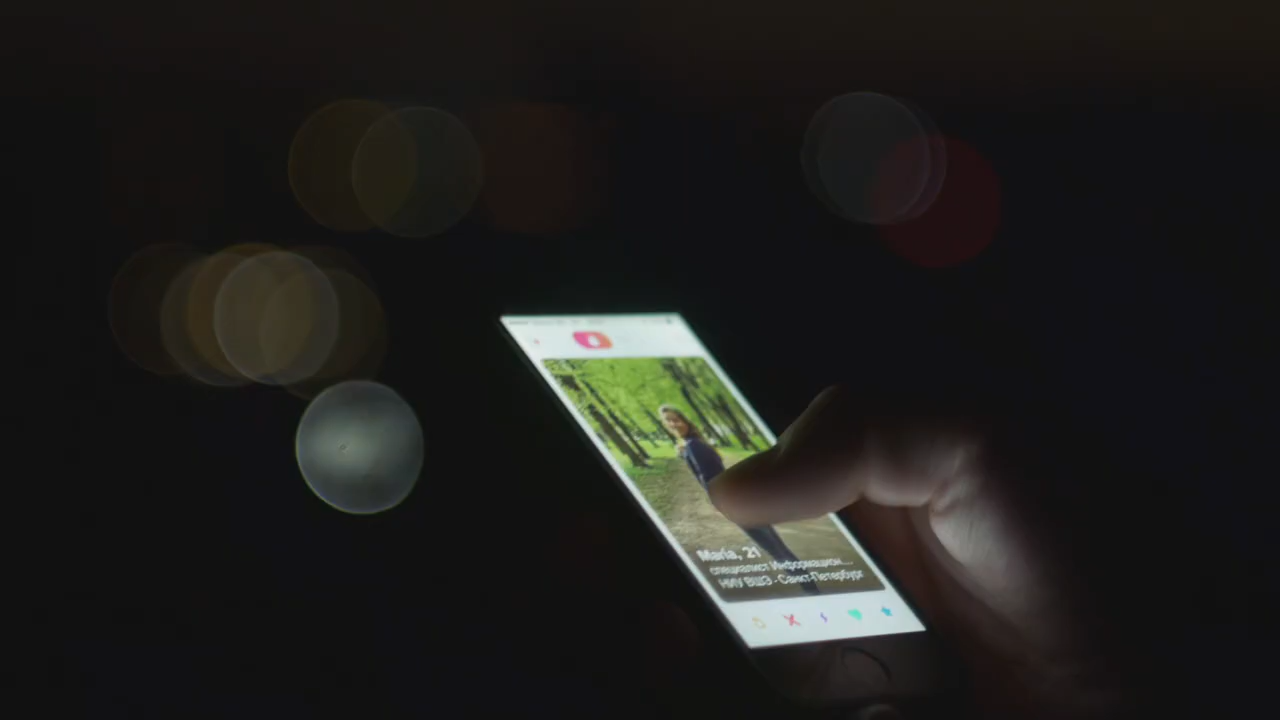 Maria, 21
специалист Информацион...
НИУ ВШЭ - Санкт-Петербург